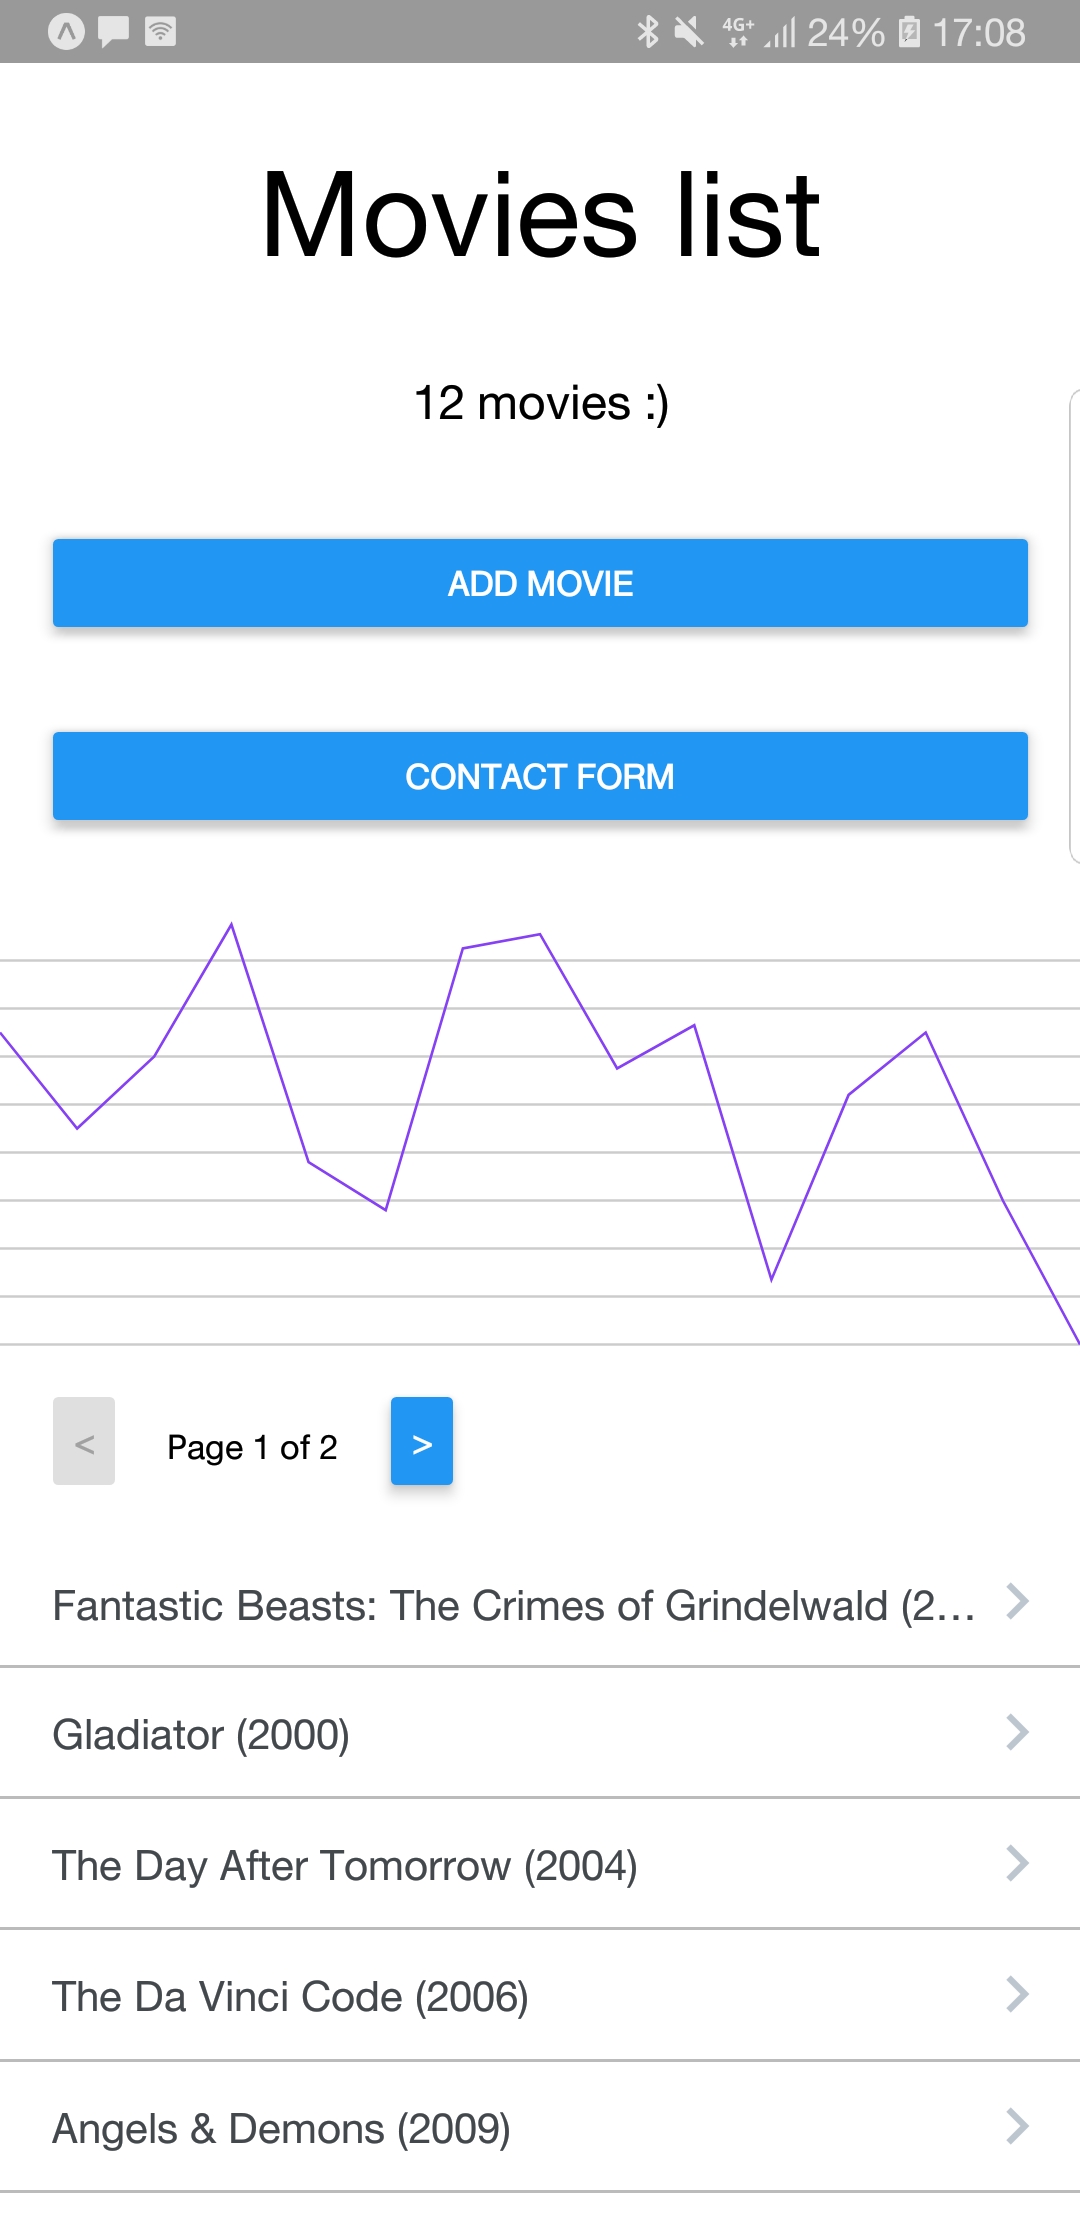 4G+ 24% 17:08
Movies list
12 movies :)
ADD MOVIE
CONTACT FORM
< Page 1 of 2 >
Fantastic Beasts: The Crimes of Grindelwald (2...
Gladiator (2000)
The Day After Tomorrow (2004)
The Da Vinci Code (2006)
Angels & Demons (2009)